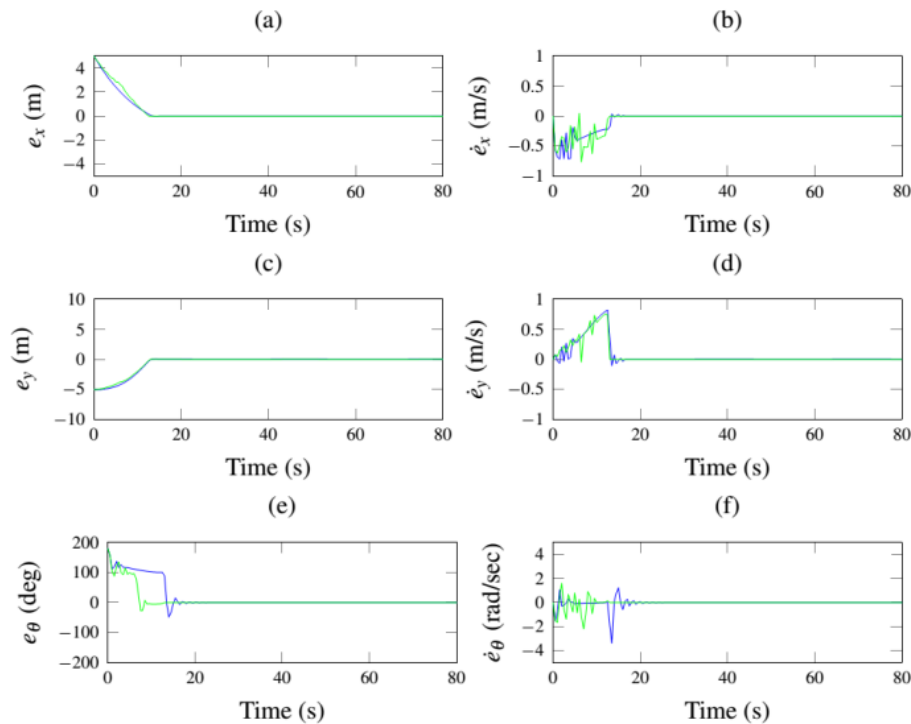 (a)
4
2
0
−2
−4
e_x (m)
0 20 40 60 80
Time (s)
(b)
1
0.5
0
−0.5
−1
ė_x (m/s)
0 20 40 60 80
Time (s)
(c)
10
5
0
−5
−10
e_y (m)
0 20 40 60 80
Time (s)
(d)
1
0.5
0
−0.5
−1
ė_y (m/s)
0 20 40 60 80
Time (s)
(e)
200
100
0
−100
−200
e_θ (deg)
0 20 40 60 80
Time (s)
(f)
4
2
0
−2
−4
ė_θ (rad/sec)
0 20 40 60 80
Time (s)